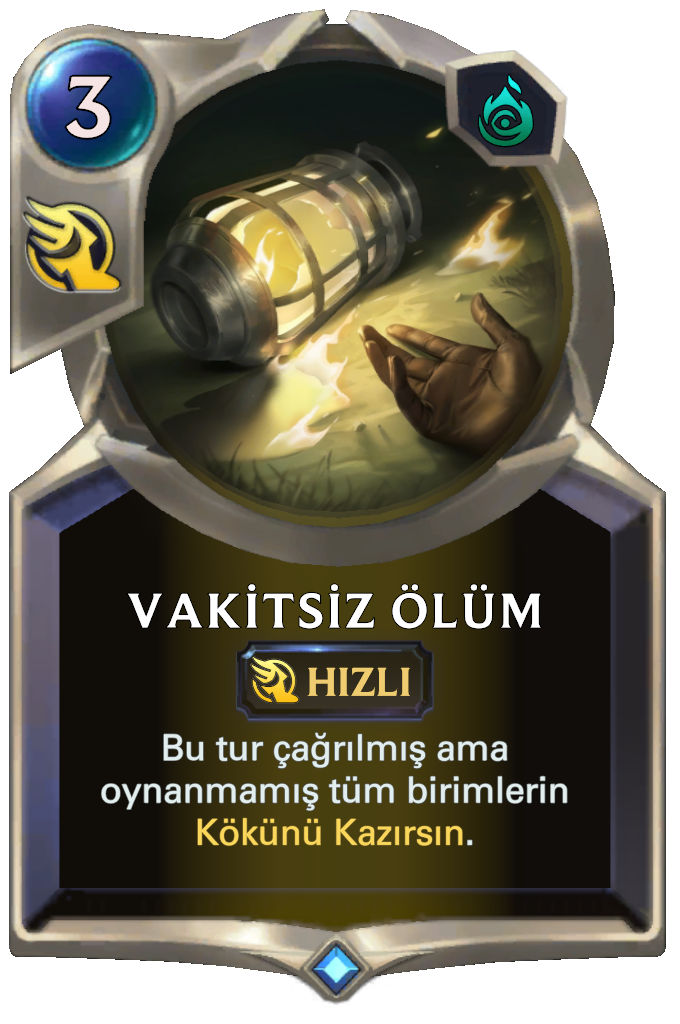 3
VAKİTSİZ ÖLÜM
HIZLI
Bu tur çağrılmış ama
oynanmamış tüm birimlerin
Kökünü Kazırsın.